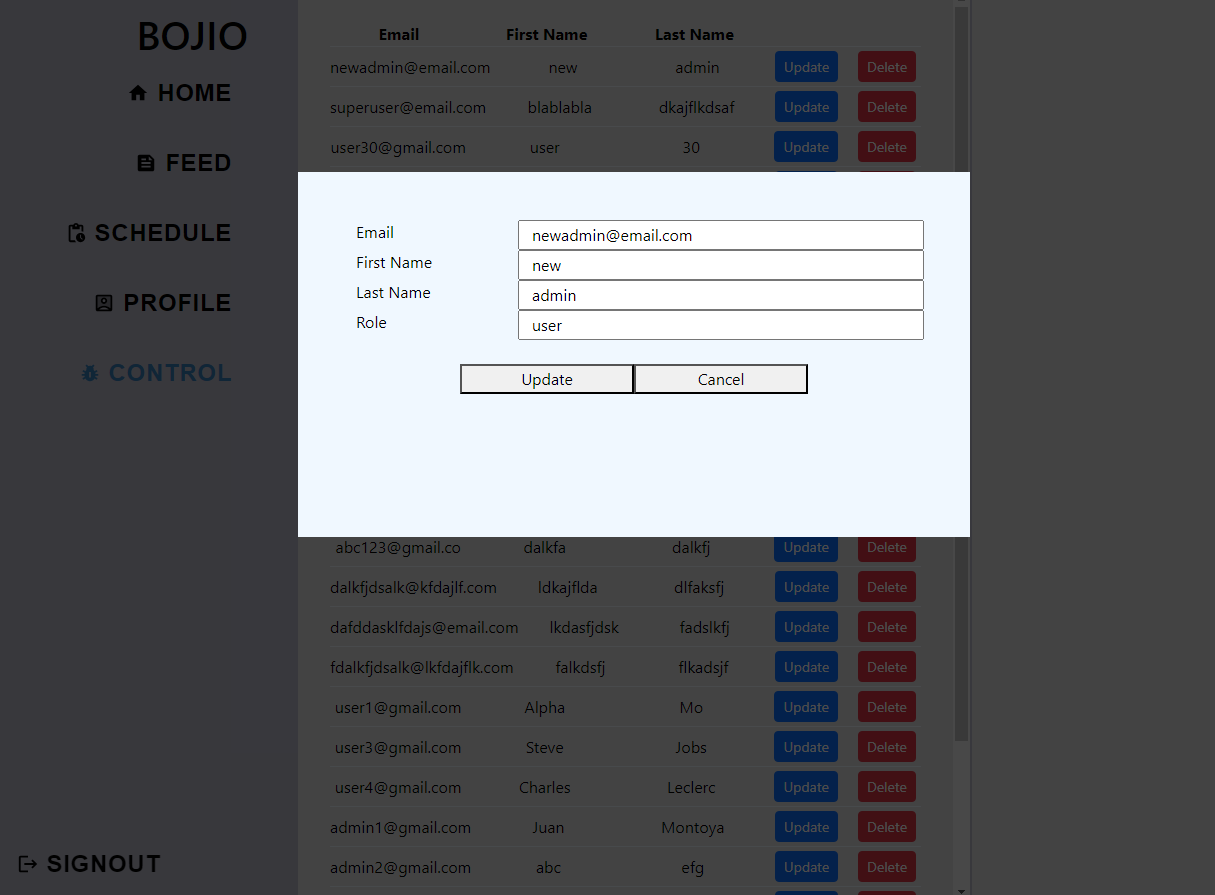 BOJIO
HOME
FEED
SCHEDULE
PROFILE
CONTROL
SIGNOUT
Email First Name Last Name
newadmin@email.com new admin Update Delete
superuser@email.com blablabla dkajflkdsaf Update Delete
user30@gmail.com user 30 Update Delete
Email newadmin@email.com
First Name new
Last Name admin
Role user
Update Cancel
abc123@gmail.co dalkfa dalkfj Update Delete
dalkfjdsalk@kfdajlf.com ldkajflda dlfaksfj Update Delete
dafddasklfdajs@email.com lkdasfjdsk fadslkfj Update Delete
fdalkfjdsalk@lkfdajflk.com falkdsfj flkadsjf Update Delete
user1@gmail.com Alpha Mo Update Delete
user3@gmail.com Steve Jobs Update Delete
user4@gmail.com Charles Leclerc Update Delete
admin1@gmail.com Juan Montoya Update Delete
admin2@gmail.com abc efg Update Delete